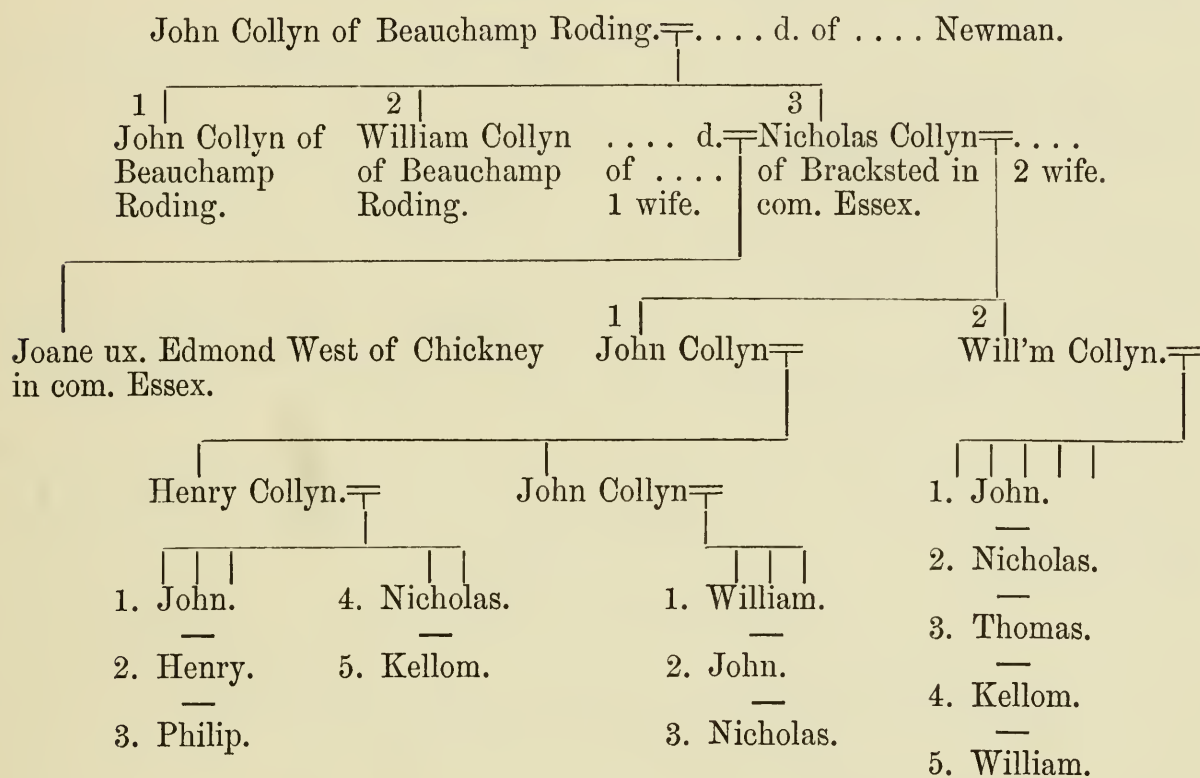 John Collyn of Beauchamp Roding. . . . . d. of . . . . Newman.
1 2 3
John Collyn of Beauchamp Roding.
William Collyn of Beauchamp Roding.
. . . . d. of . . . . 1 wife.
Nicholas Collyn of Bracksted in com. Essex.
. . . . 2 wife.
Joane ux. Edmond West of Chickney
in com. Essex.
1
John Collyn
2
Will'm Collyn.
Henry Collyn.
John Collyn
1. John.
2. Henry.
3. Philip.
4. Nicholas.
5. Kellom.
1. William.
2. John.
3. Nicholas.
1. John.
2. Nicholas.
3. Thomas.
4. Kellom.
5. William.